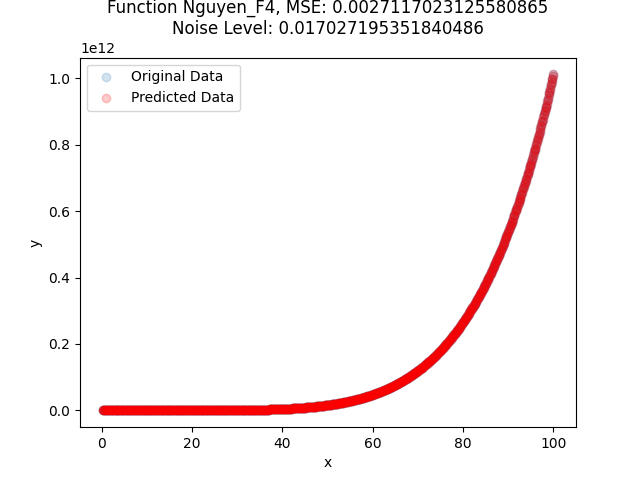 Function Nguyen_F4, MSE: 0.0027117023125580865
Noise Level: 0.017027195351840486
1e12
Original Data
Predicted Data
1.0
0.8
0.6
0.4
0.2
0.0
y
0 20 40 60 80 100
x